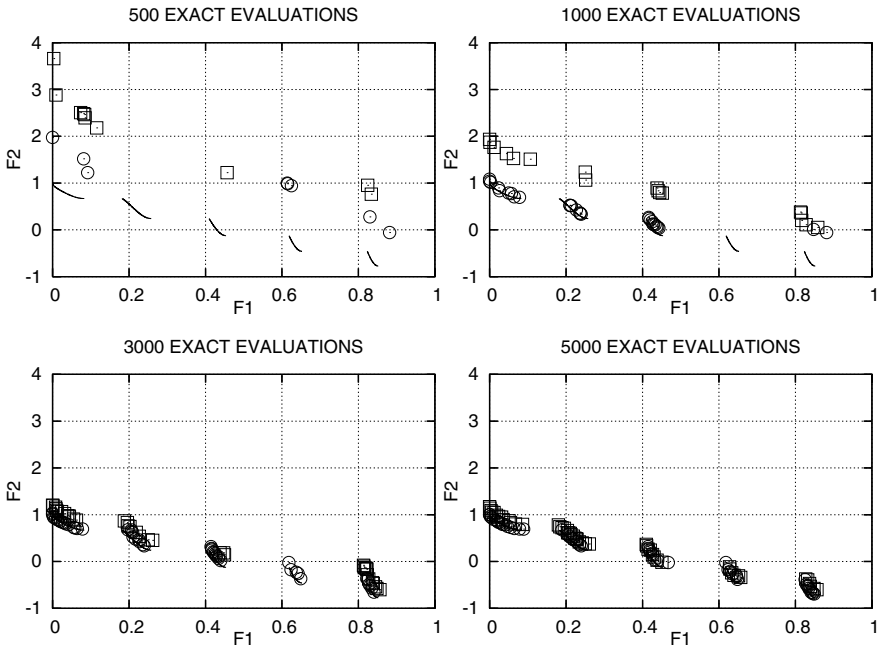 500 EXACT EVALUATIONS
4
3
2
1
0
-1
F2
0 0.2 0.4 0.6 0.8 1
F1
1000 EXACT EVALUATIONS
4
3
2
1
0
-1
F2
0 0.2 0.4 0.6 0.8 1
F1
3000 EXACT EVALUATIONS
4
3
2
1
0
-1
F2
0 0.2 0.4 0.6 0.8 1
F1
5000 EXACT EVALUATIONS
4
3
2
1
0
-1
F2
0 0.2 0.4 0.6 0.8 1
F1